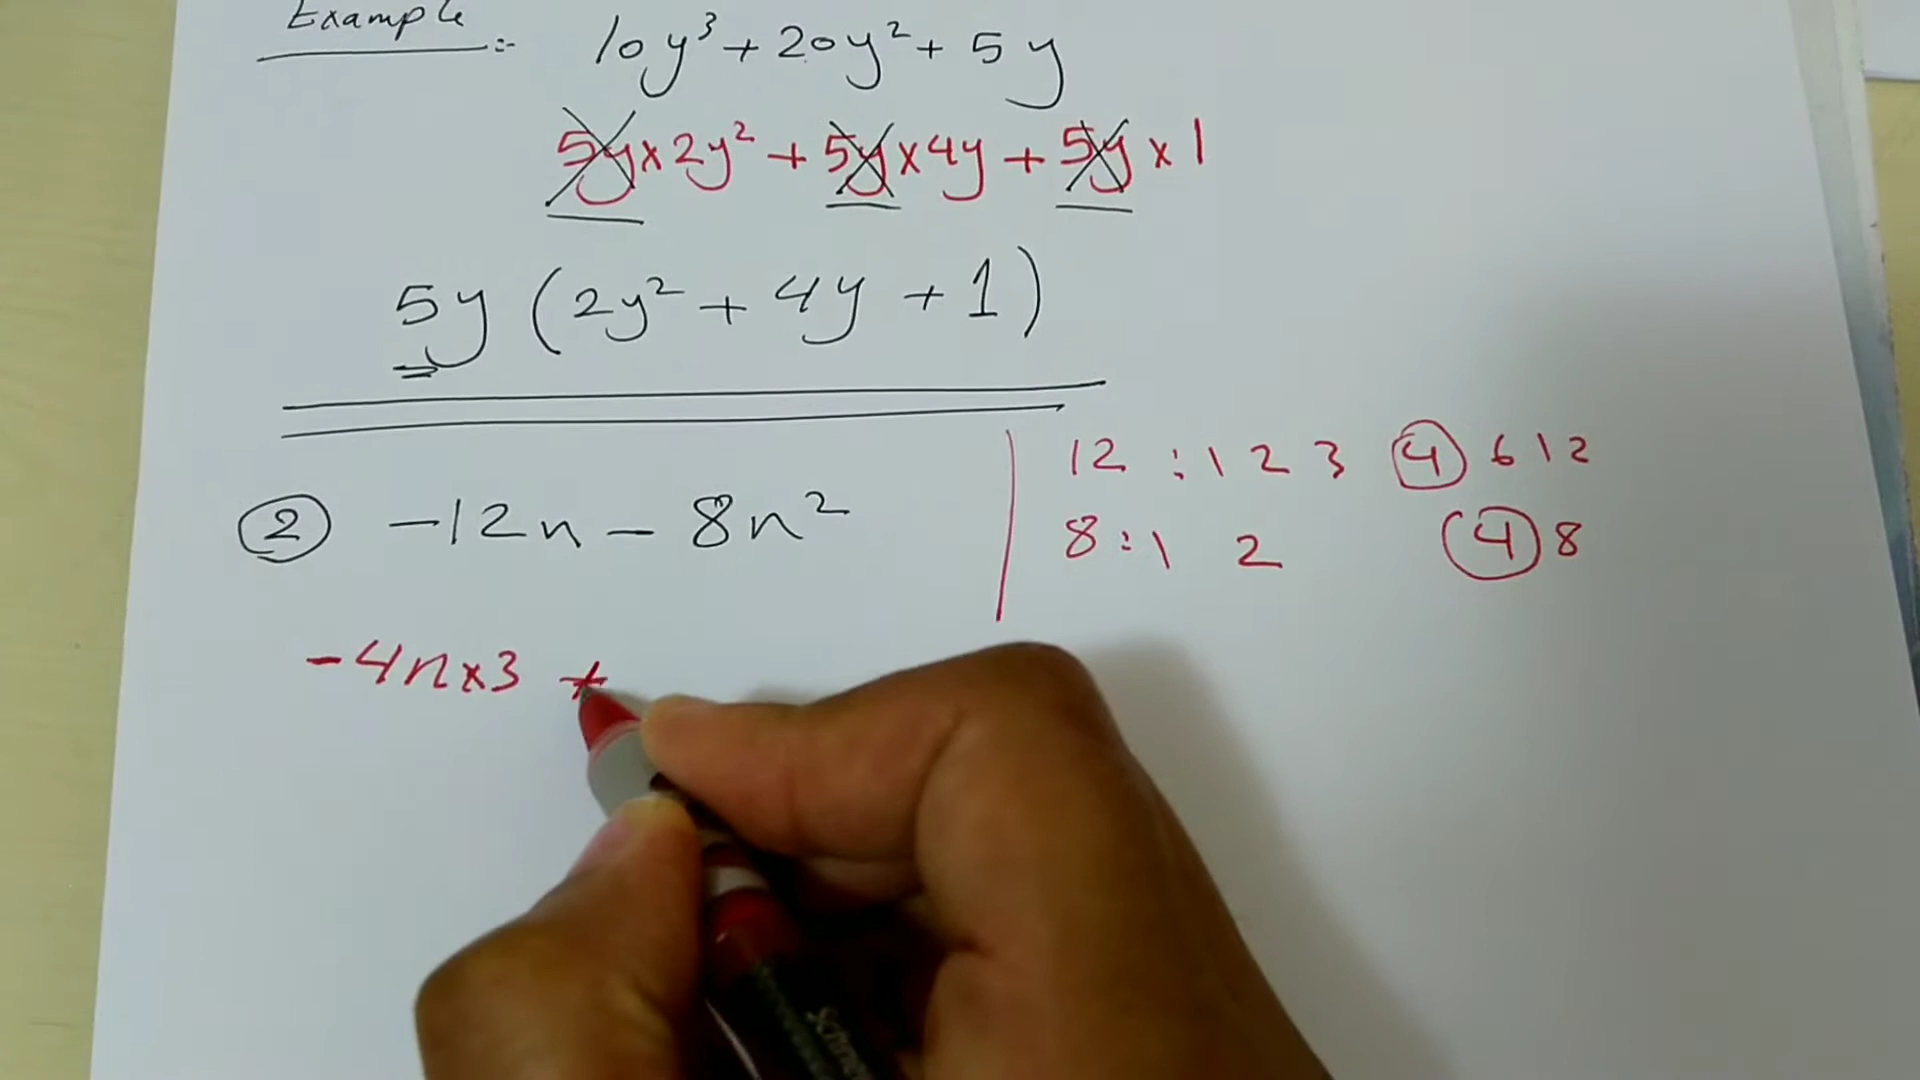 Example :-
10y³ + 20y² + 5y
5y × 2y² + 5y × 4y + 5y × 1
5y (2y² + 4y + 1)
② -12n - 8n²
12 : 1 2 3 4 6 12
8 : 1 2 4 8
-4n × 3 +